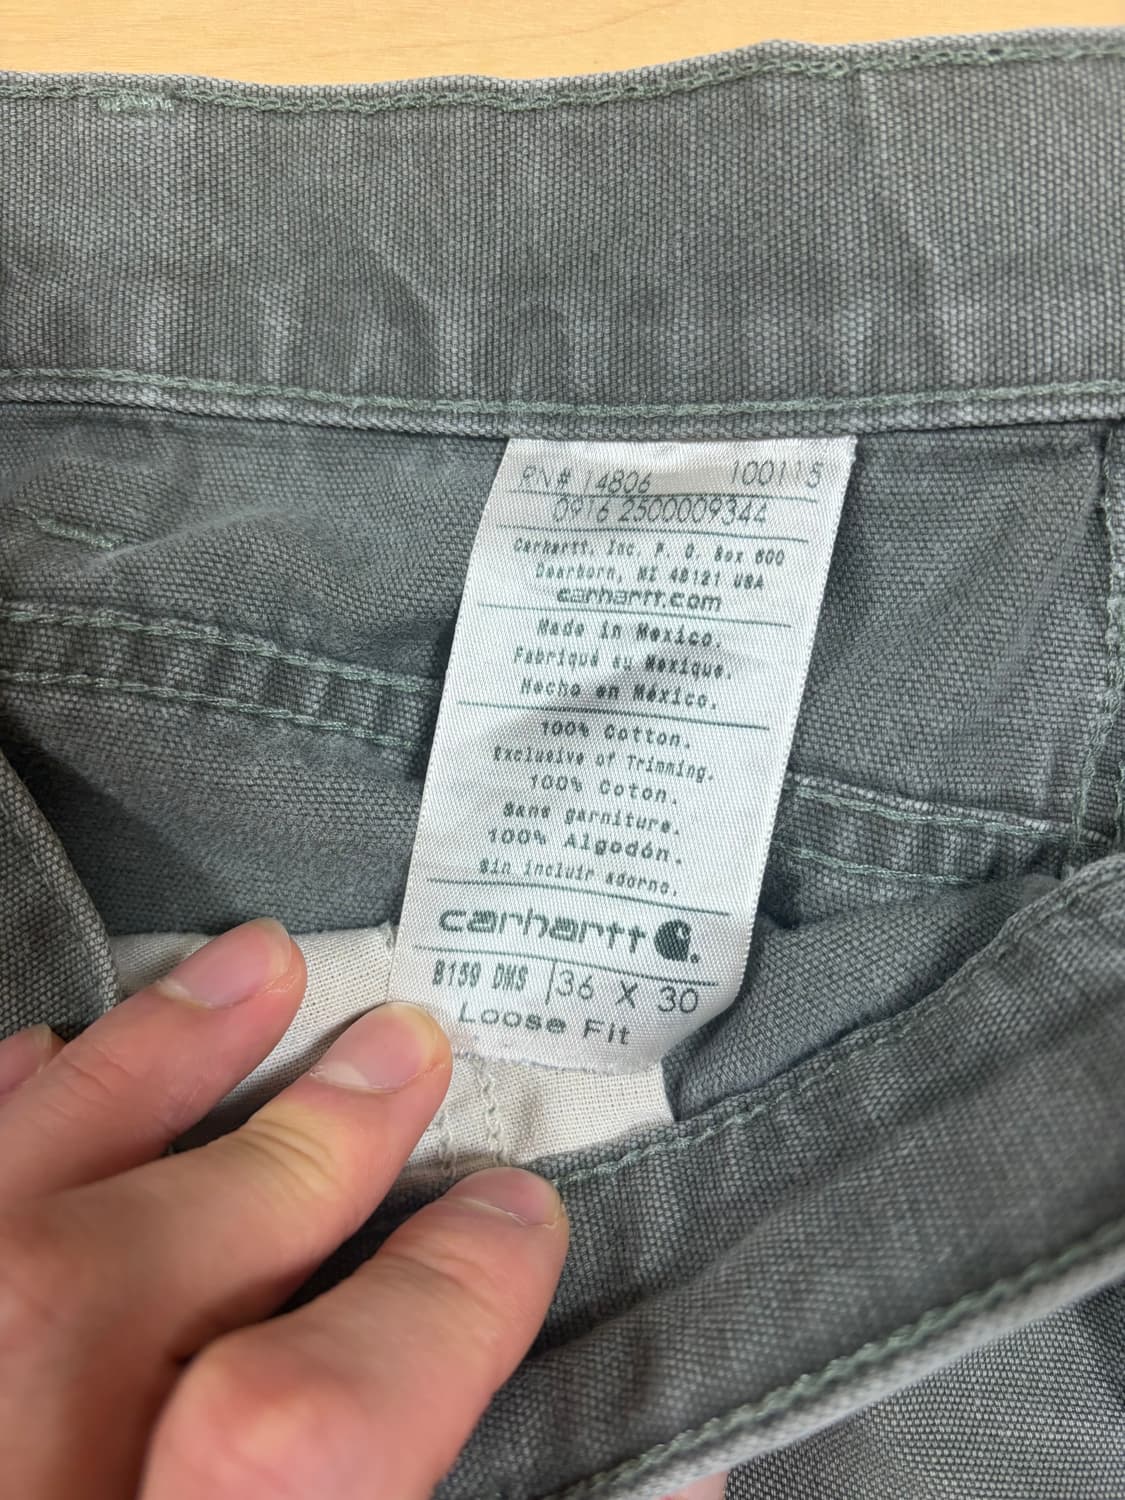 RN# 14806 100115
0916 2500009344
Carhartt, Inc. P. O. Box 600
Dearborn, MI 48121 USA
carhartt.com
Made in Mexico.
Fabriqué au Mexique.
Hecho en México.
100% Cotton.
Exclusive of Trimming.
100% Coton.
Sans garniture.
100% Algodón.
Sin incluir adorno.
carhartt
B159 DMS 36 X 30
Loose Fit